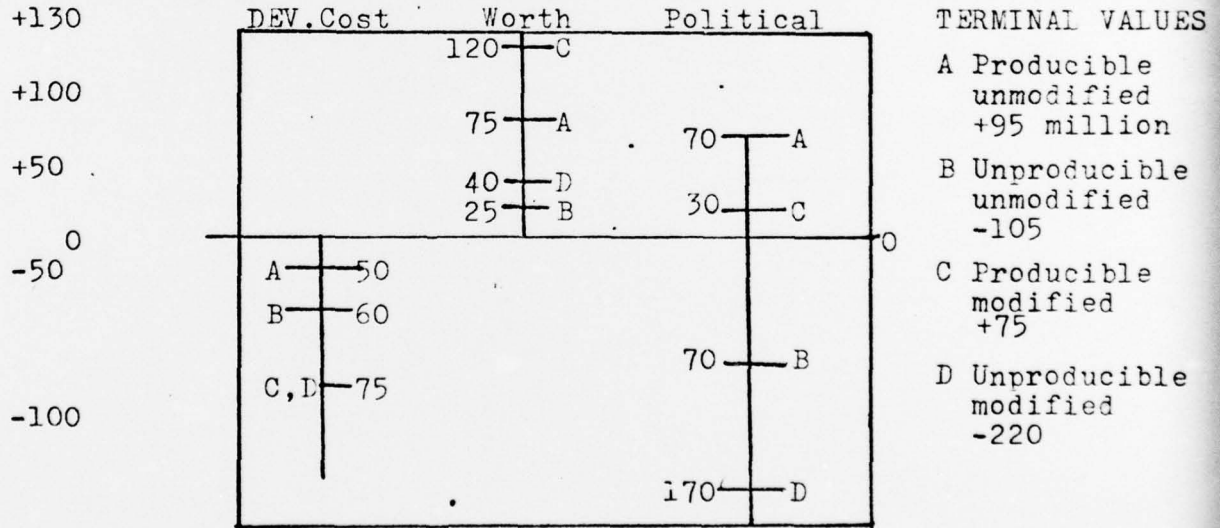 +130
DEV.Cost Worth Political
120 C
+100
75 A
70 A
+50
40 D
30 C
25 B
0
0
-50
A 50
B 60
70 B
C,D 75
-100
170 D
TERMINAL VALUES
A Producible
unmodified
+95 million
B Unproducible
unmodified
-105
C Producible
modified
+75
D Unproducible
modified
-220